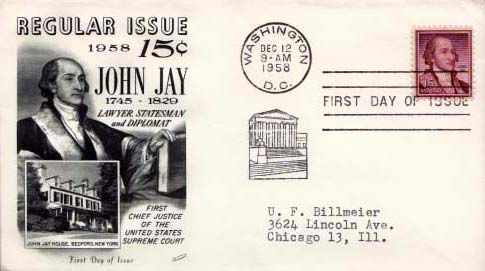 REGULAR ISSUE
1958 15¢
JOHN JAY
1745 - 1829
LAWYER, STATESMAN
and DIPLOMAT
FIRST
CHIEF JUSTICE
OF THE
UNITED STATES
SUPREME COURT
JOHN JAY HOUSE, BEDFORD, NEW YORK
First Day of Issue
WASHINGTON
DEC 12
9-AM
1958
D.C.
FIRST DAY OF ISSUE
15¢
U. F. Billmeier
3624 Lincoln Ave.
Chicago 13, Ill.